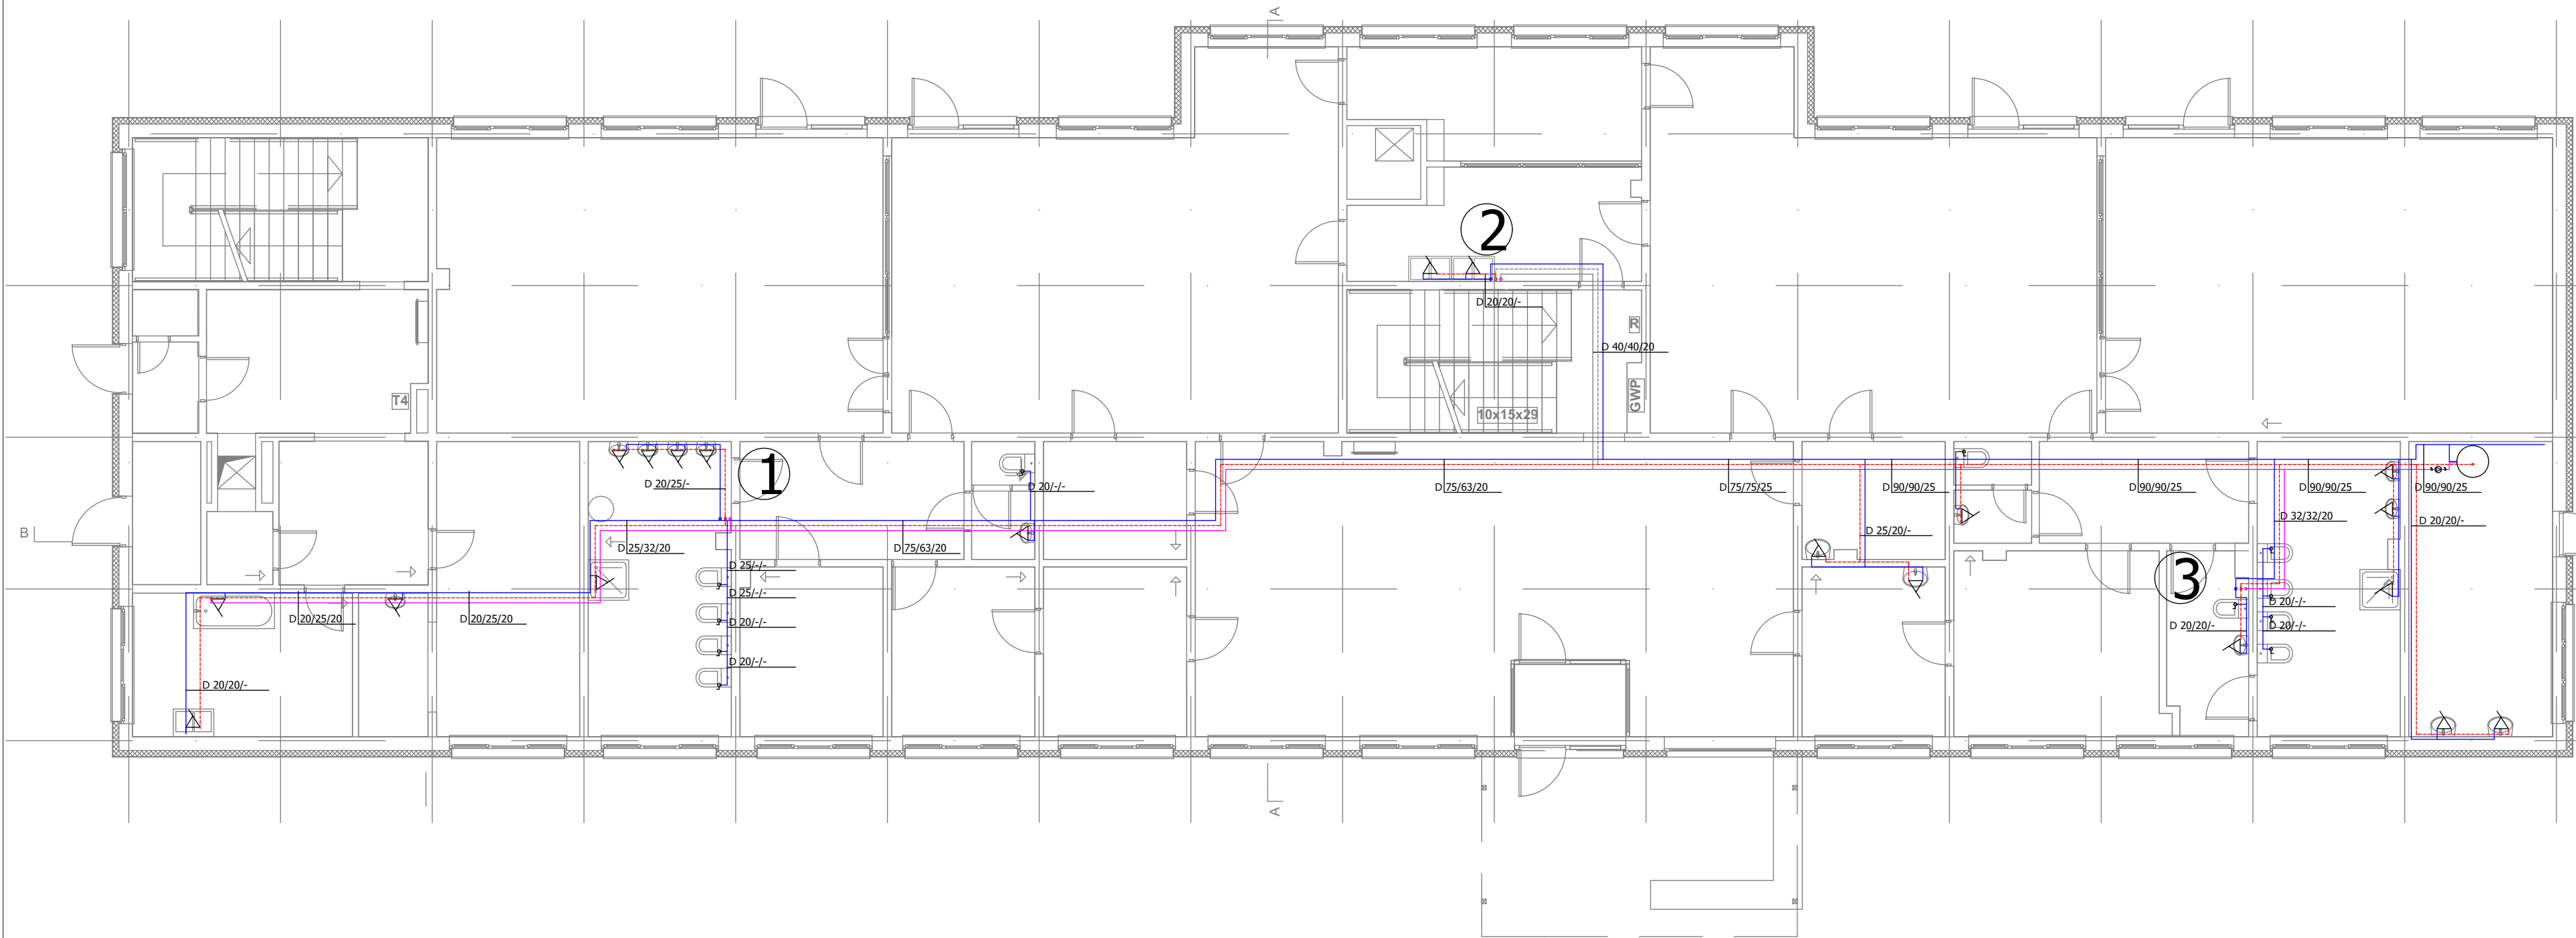 A
2
D 20/20/-
R
D 40/40/20
T4
GWP
10x15x29
1
D 20/25/-
D 20/-/-
D 75/63/20
D 75/75/25
D 90/90/25
D 90/90/25
D 90/90/25
D 90/90/25
B
D 25/32/20
D 75/63/20
D 25/20/-
D 32/32/20
D 20/20/-
D 25/-/-
D 25/-/-
D 20/-/-
D 20/-/-
3
D 20/25/20
D 20/25/20
D 20/-/-
D 20/20/-
D 20/-/-
D 20/20/-
A